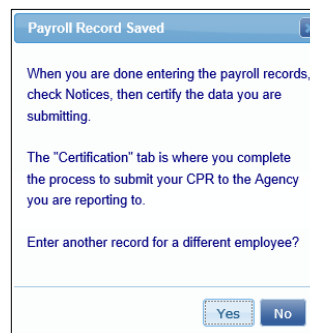 Payroll Record Saved
When you are done entering the payroll records,
check Notices, then certify the data you are
submitting.
The "Certification" tab is where you complete
the process to submit your CPR to the Agency
you are reporting to.
Enter another record for a different employee?
Yes No